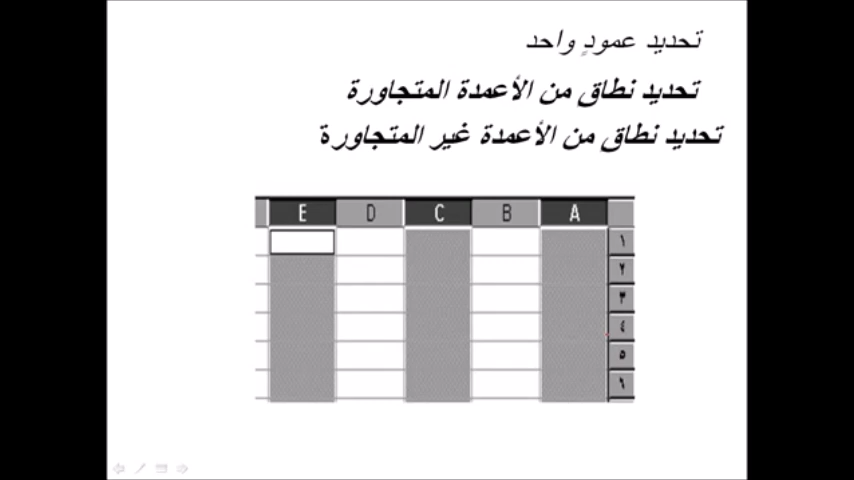 تحديد عمودٍ واحد
تحديد نطاق من الأعمدة المتجاورة
تحديد نطاق من الأعمدة غير المتجاورة
A B C D E
١
٢
٣
٤
٥
٦